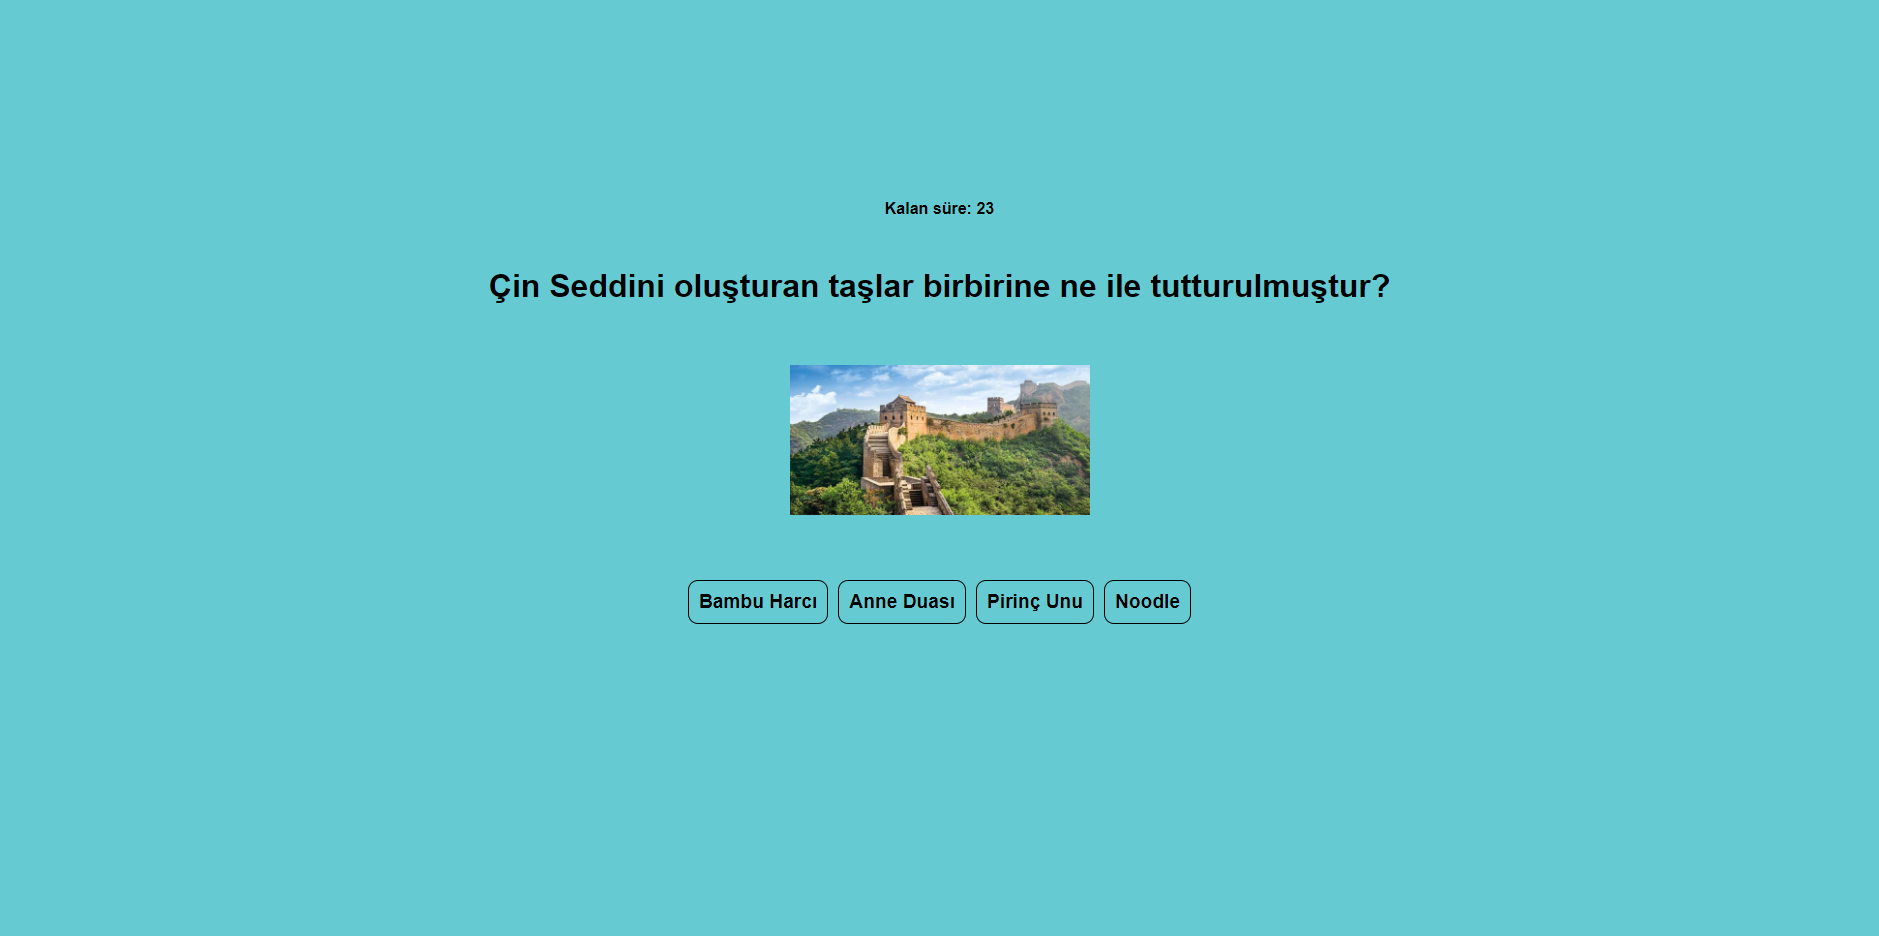 Kalan süre: 23
Çin Seddini oluşturan taşlar birbirine ne ile tutturulmuştur?
Bambu Harcı Anne Duası Pirinç Unu Noodle